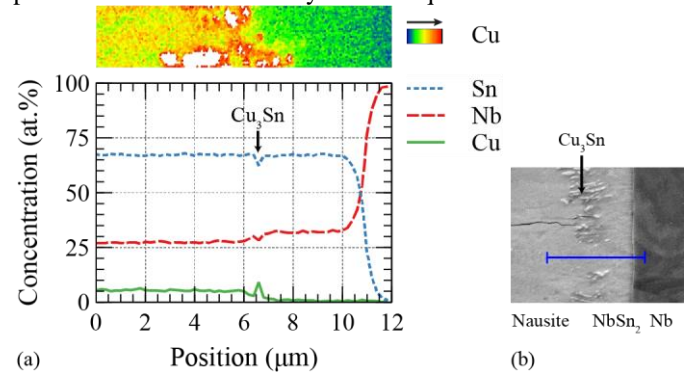 Cu
100
75
50
25
0
Concentration (at.%)
Cu3Sn
Sn
Nb
Cu
0 2 4 6 8 10 12
Position (μm)
(a)
Cu3Sn
Nausite NbSn2 Nb
(b)